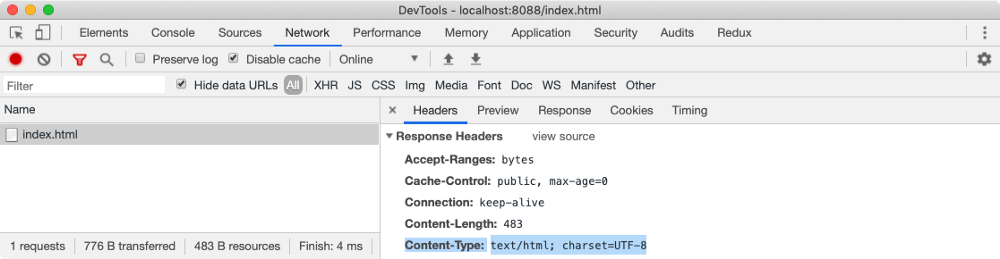 DevTools - localhost:8088/index.html
Elements Console Sources Network Performance Memory Application Security Audits Redux
Preserve log Disable cache Online
Filter Hide data URLs All XHR JS CSS Img Media Font Doc WS Manifest Other
Name
index.html
1 requests 776 B transferred 483 B resources Finish: 4 ms
× Headers Preview Response Cookies Timing
Response Headers view source
Accept-Ranges: bytes
Cache-Control: public, max-age=0
Connection: keep-alive
Content-Length: 483
Content-Type: text/html; charset=UTF-8